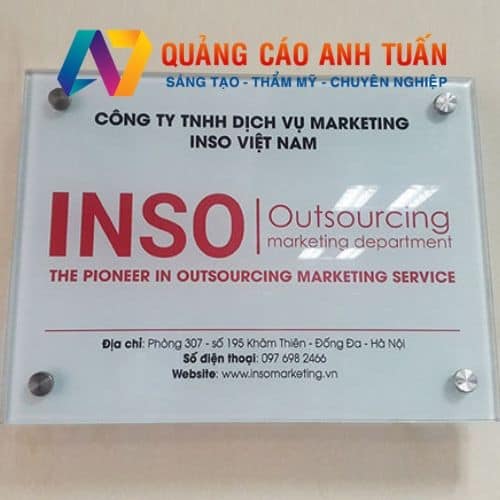 QUẢNG CÁO ANH TUẤN
SÁNG TẠO - THẨM MỸ - CHUYÊN NGHIỆP
CÔNG TY TNHH DỊCH VỤ MARKETING
INSO VIỆT NAM
INSO
Outsourcing
marketing department
THE PIONEER IN OUTSOURCING MARKETING SERVICE
Địa chỉ: Phòng 307 - số 195 Khâm Thiên - Đống Đa - Hà Nội
Số điện thoại: 097 698 2466
Website: www.insomarketing.vn